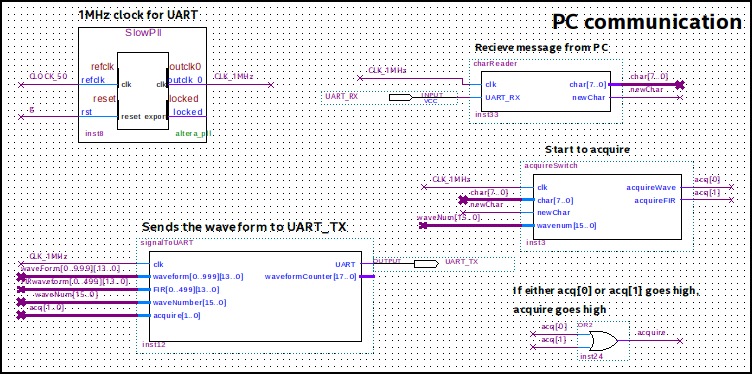 PC communication
1MHz clock for UART
SlowPll
refclk outclk0
CLOCK_50 refclk clk clk outclk_0 CLK_1MHz
reset locked
g rst reset export locked
inst8 altera_pll
Recieve message from PC
charReader
CLK_1MHz clk char[7..0] char[7..0]
UART_RX INPUT VCC UART_RX newChar newChar
inst33
Start to acquire
acquireSwitch
CLK_1MHz clk acquireWave acq[0]
char[7..0] char[7..0] acquireFIR acq[1]
newChar newChar
waveNum[15..0] wavenum[15..0]
inst3
Sends the waveform to UART_TX
signalToUART
CLK_1MHz clk UART OUTPUT UART_TX
waveform[0..999][13..0] waveform[0..999][13..0] waveformCounter[17..0]
FIR[0..499][13..0]
waveNum[15..0] waveNumber[15..0]
acq[1..0] acquire[1..0]
inst12
If either acq[0] or acq[1] goes high,
acquire goes high
OR2
acq[0] acquire
acq[1]
inst24